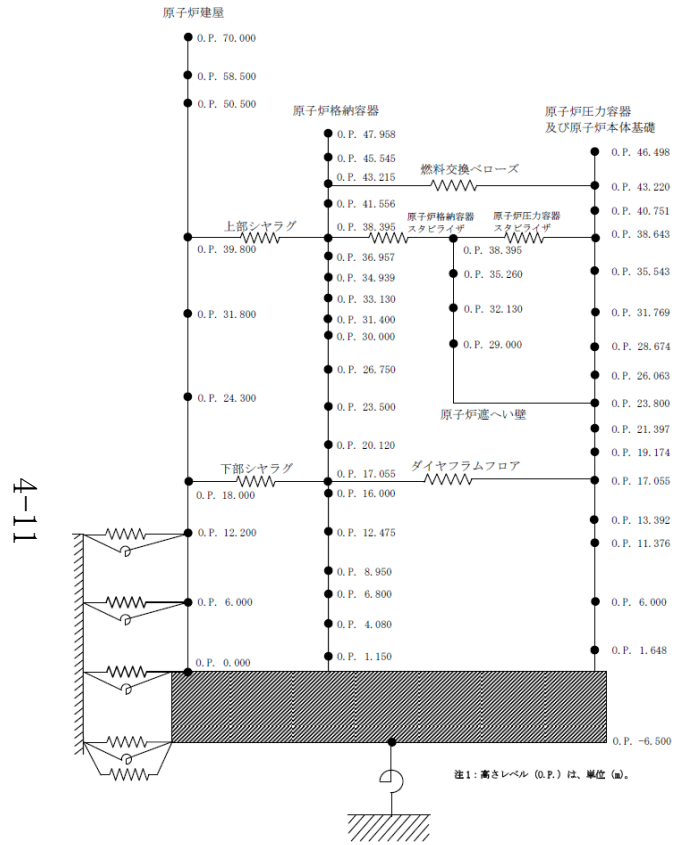 原子炉建屋
O.P. 70.000
O.P. 58.500
O.P. 50.500
O.P. 39.800
O.P. 31.800
O.P. 24.300
O.P. 18.000
O.P. 12.200
O.P. 6.000
O.P. 0.000
原子炉格納容器
O.P. 47.958
O.P. 45.545
O.P. 43.215
O.P. 41.556
O.P. 38.395
O.P. 36.957
O.P. 34.939
O.P. 33.130
O.P. 31.400
O.P. 30.000
O.P. 26.750
O.P. 23.500
O.P. 20.120
O.P. 17.055
O.P. 16.000
O.P. 12.475
O.P. 8.950
O.P. 6.800
O.P. 4.080
O.P. 1.150
上部シヤラグ
下部シヤラグ
燃料交換ベローズ
原子炉格納容器
スタビライザ
原子炉圧力容器
スタビライザ
O.P. 38.395
O.P. 35.260
O.P. 32.130
O.P. 29.000
原子炉遮へい壁
ダイヤフラムフロア
原子炉圧力容器
及び原子炉本体基礎
O.P. 46.498
O.P. 43.220
O.P. 40.751
O.P. 38.643
O.P. 35.543
O.P. 31.769
O.P. 28.674
O.P. 26.063
O.P. 23.800
O.P. 21.397
O.P. 19.174
O.P. 17.055
O.P. 13.392
O.P. 11.376
O.P. 6.000
O.P. 1.648
O.P. -6.500
注1：高さレベル (O.P.) は、単位 (m)。
4-11